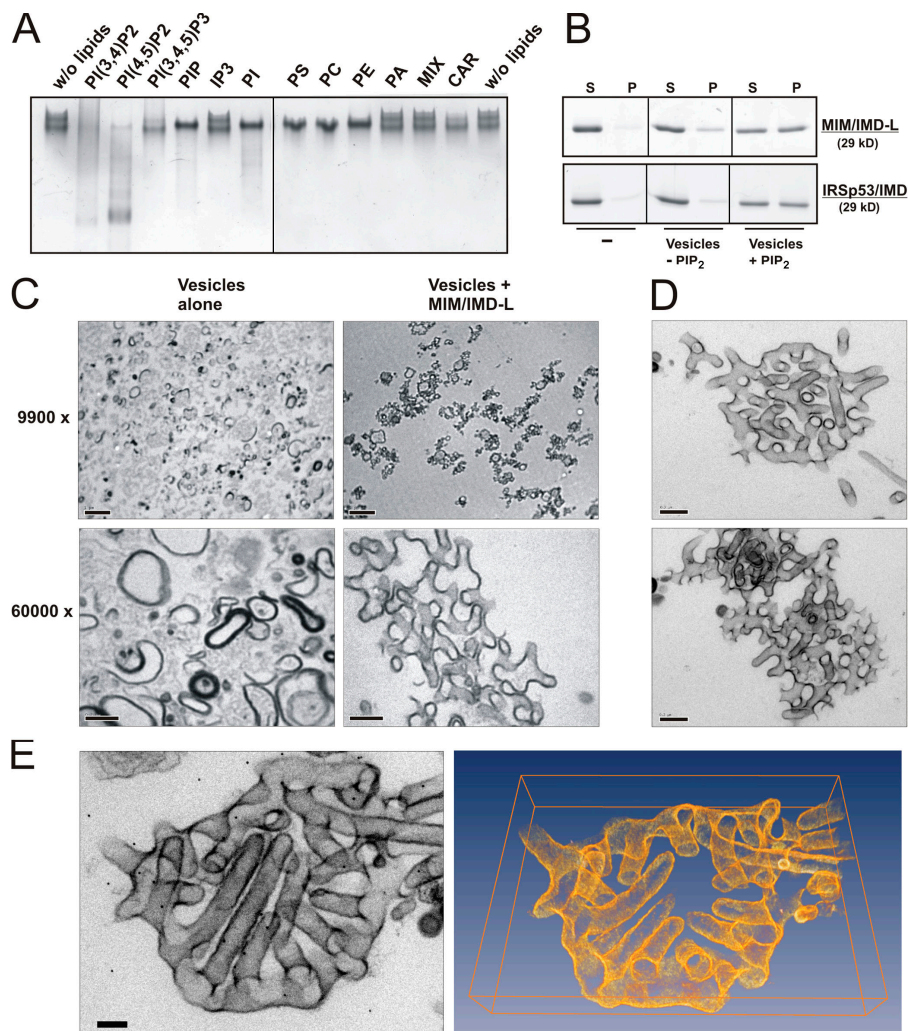 A
w/o lipids
PI(3,4)P2
PI(4,5)P2
PI(3,4,5)P3
PIP
IP3
PI
PS
PC
PE
PA
MIX
CAR
w/o lipids
B
S P S P S P
MIM/IMD-L
(29 kD)
IRSp53/IMD
(29 kD)
–
Vesicles
- PIP2
Vesicles
+ PIP2
C
Vesicles
alone
Vesicles +
MIM/IMD-L
9900 x
60000 x
D
E